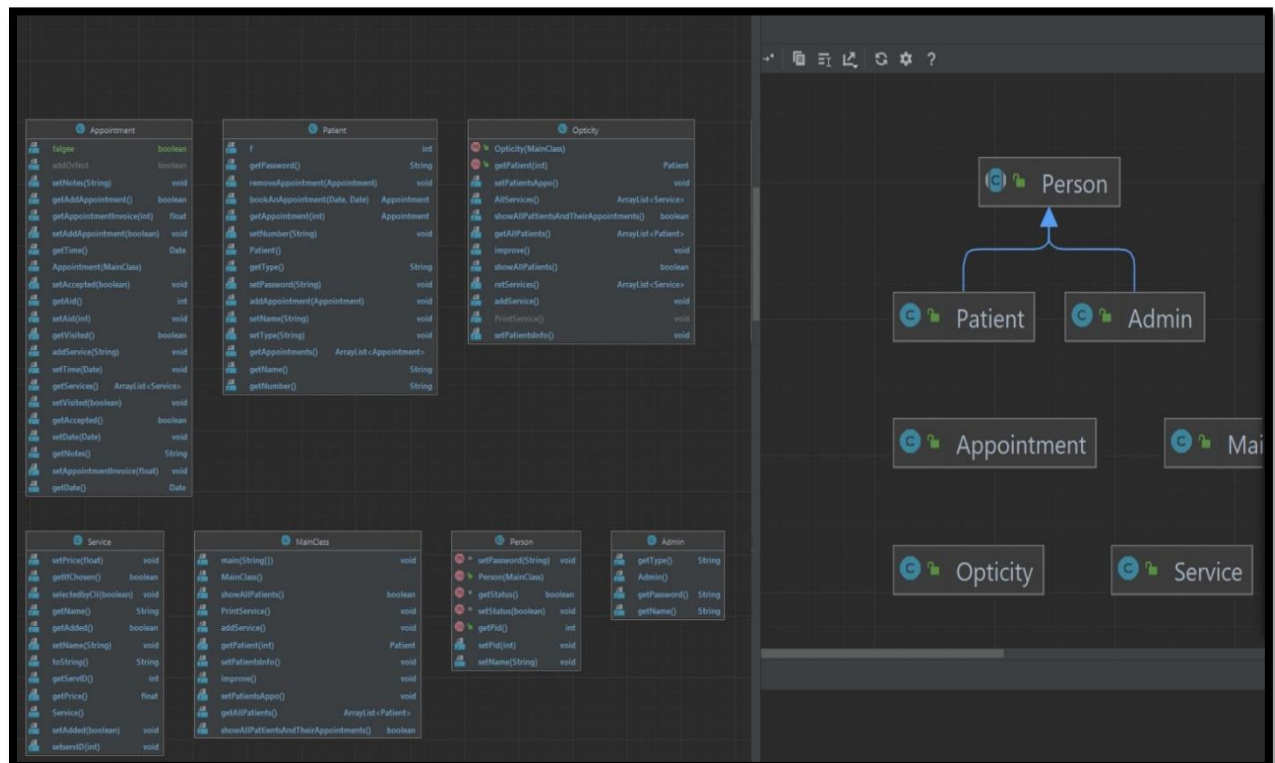 Appointment
falgee boolean
addOrNot boolean
setNotes(String) void
getAddAppointment() boolean
getAppointmentInvoice(int) float
setAddAppointment(boolean) void
getTime() Date
Appointment(MainClass)
setAccepted(boolean) void
getAid() int
setAid(int) void
getVisited() boolean
addService(String) void
setTime(Date) void
getServices() ArrayList<Service>
setVisited(boolean) void
getAccepted() boolean
setDate(Date) void
getNotes() String
setAppointmentInvoice(float) void
getDate() Date
Patient
f int
getPassword() String
removeAppointment(Appointment) void
bookAnAppointment(Date, Date) Appointment
getAppointment(int) Appointment
setNumber(String) void
Patient()
getType() String
setPassword(String) void
addAppointment(Appointment) void
setName(String) void
setType(String) void
getAppointments() ArrayList<Appointment>
getName() String
getNumber() String
Opticity
Opticity(MainClass)
getPatient(int) Patient
setPatientsAppo() void
AllServices() ArrayList<Service>
showAllPattientsAndTheirAppointments() boolean
getAllPatients() ArrayList<Patient>
improve() void
showAllPatients() boolean
retServices() ArrayList<Service>
addService() void
PrintService() void
setPatientsInfo() void
Service
setPrice(float) void
getIfChosen() boolean
selectedbyCli(boolean) void
getName() String
getAdded() boolean
setName(String) void
toString() String
getServID() int
getPrice() float
Service()
setAdded(boolean) void
setservID(int) void
MainClass
main(String[]) void
MainClass()
showAllPatients() boolean
PrintService() void
addService() void
getPatient(int) Patient
setPatientsInfo() void
improve() void
setPatientsAppo() void
getAllPatients() ArrayList<Patient>
showAllPattientsAndTheirAppointments() boolean
Person
setPassword(String) void
Person(MainClass)
getStatus() boolean
setStatus(boolean) void
getPid() int
setPid(int) void
setName(String) void
Admin
getType() String
Admin()
getPassword() String
getName() String
Person
Patient
Admin
Appointment
Mai
Opticity
Service